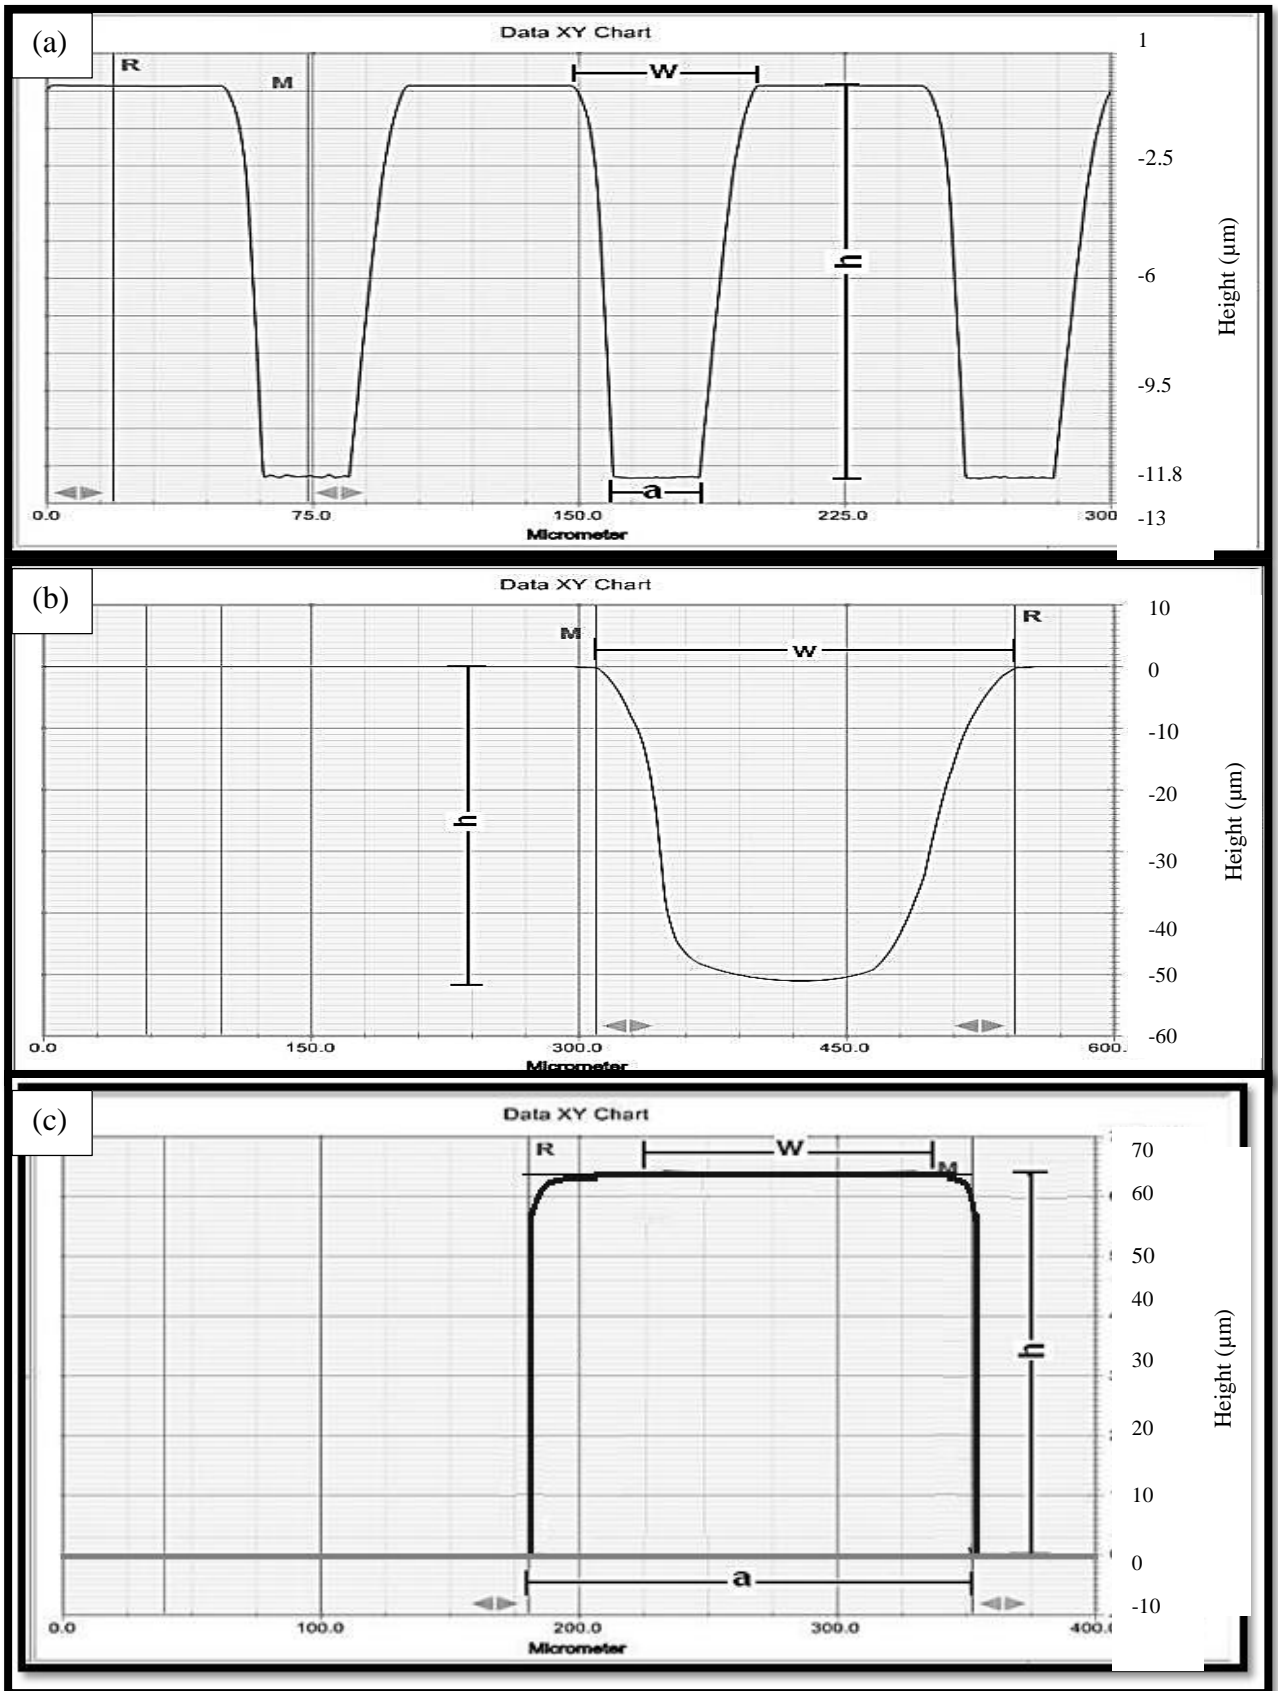 (a)
Data XY Chart
R
M
w
h
a
1
-2.5
-6
-9.5
-11.8
-13
Height (µm)
0.0 75.0 150.0 225.0 300
Micrometer
(b)
Data XY Chart
M
R
w
h
10
0
-10
-20
-30
-40
-50
-60
Height (µm)
0.0 150.0 300.0 450.0 600.
Micrometer
(c)
Data XY Chart
R
w
M
h
a
70
60
50
40
30
20
10
0
-10
Height (µm)
0.0 100.0 200.0 300.0 400.
Micrometer